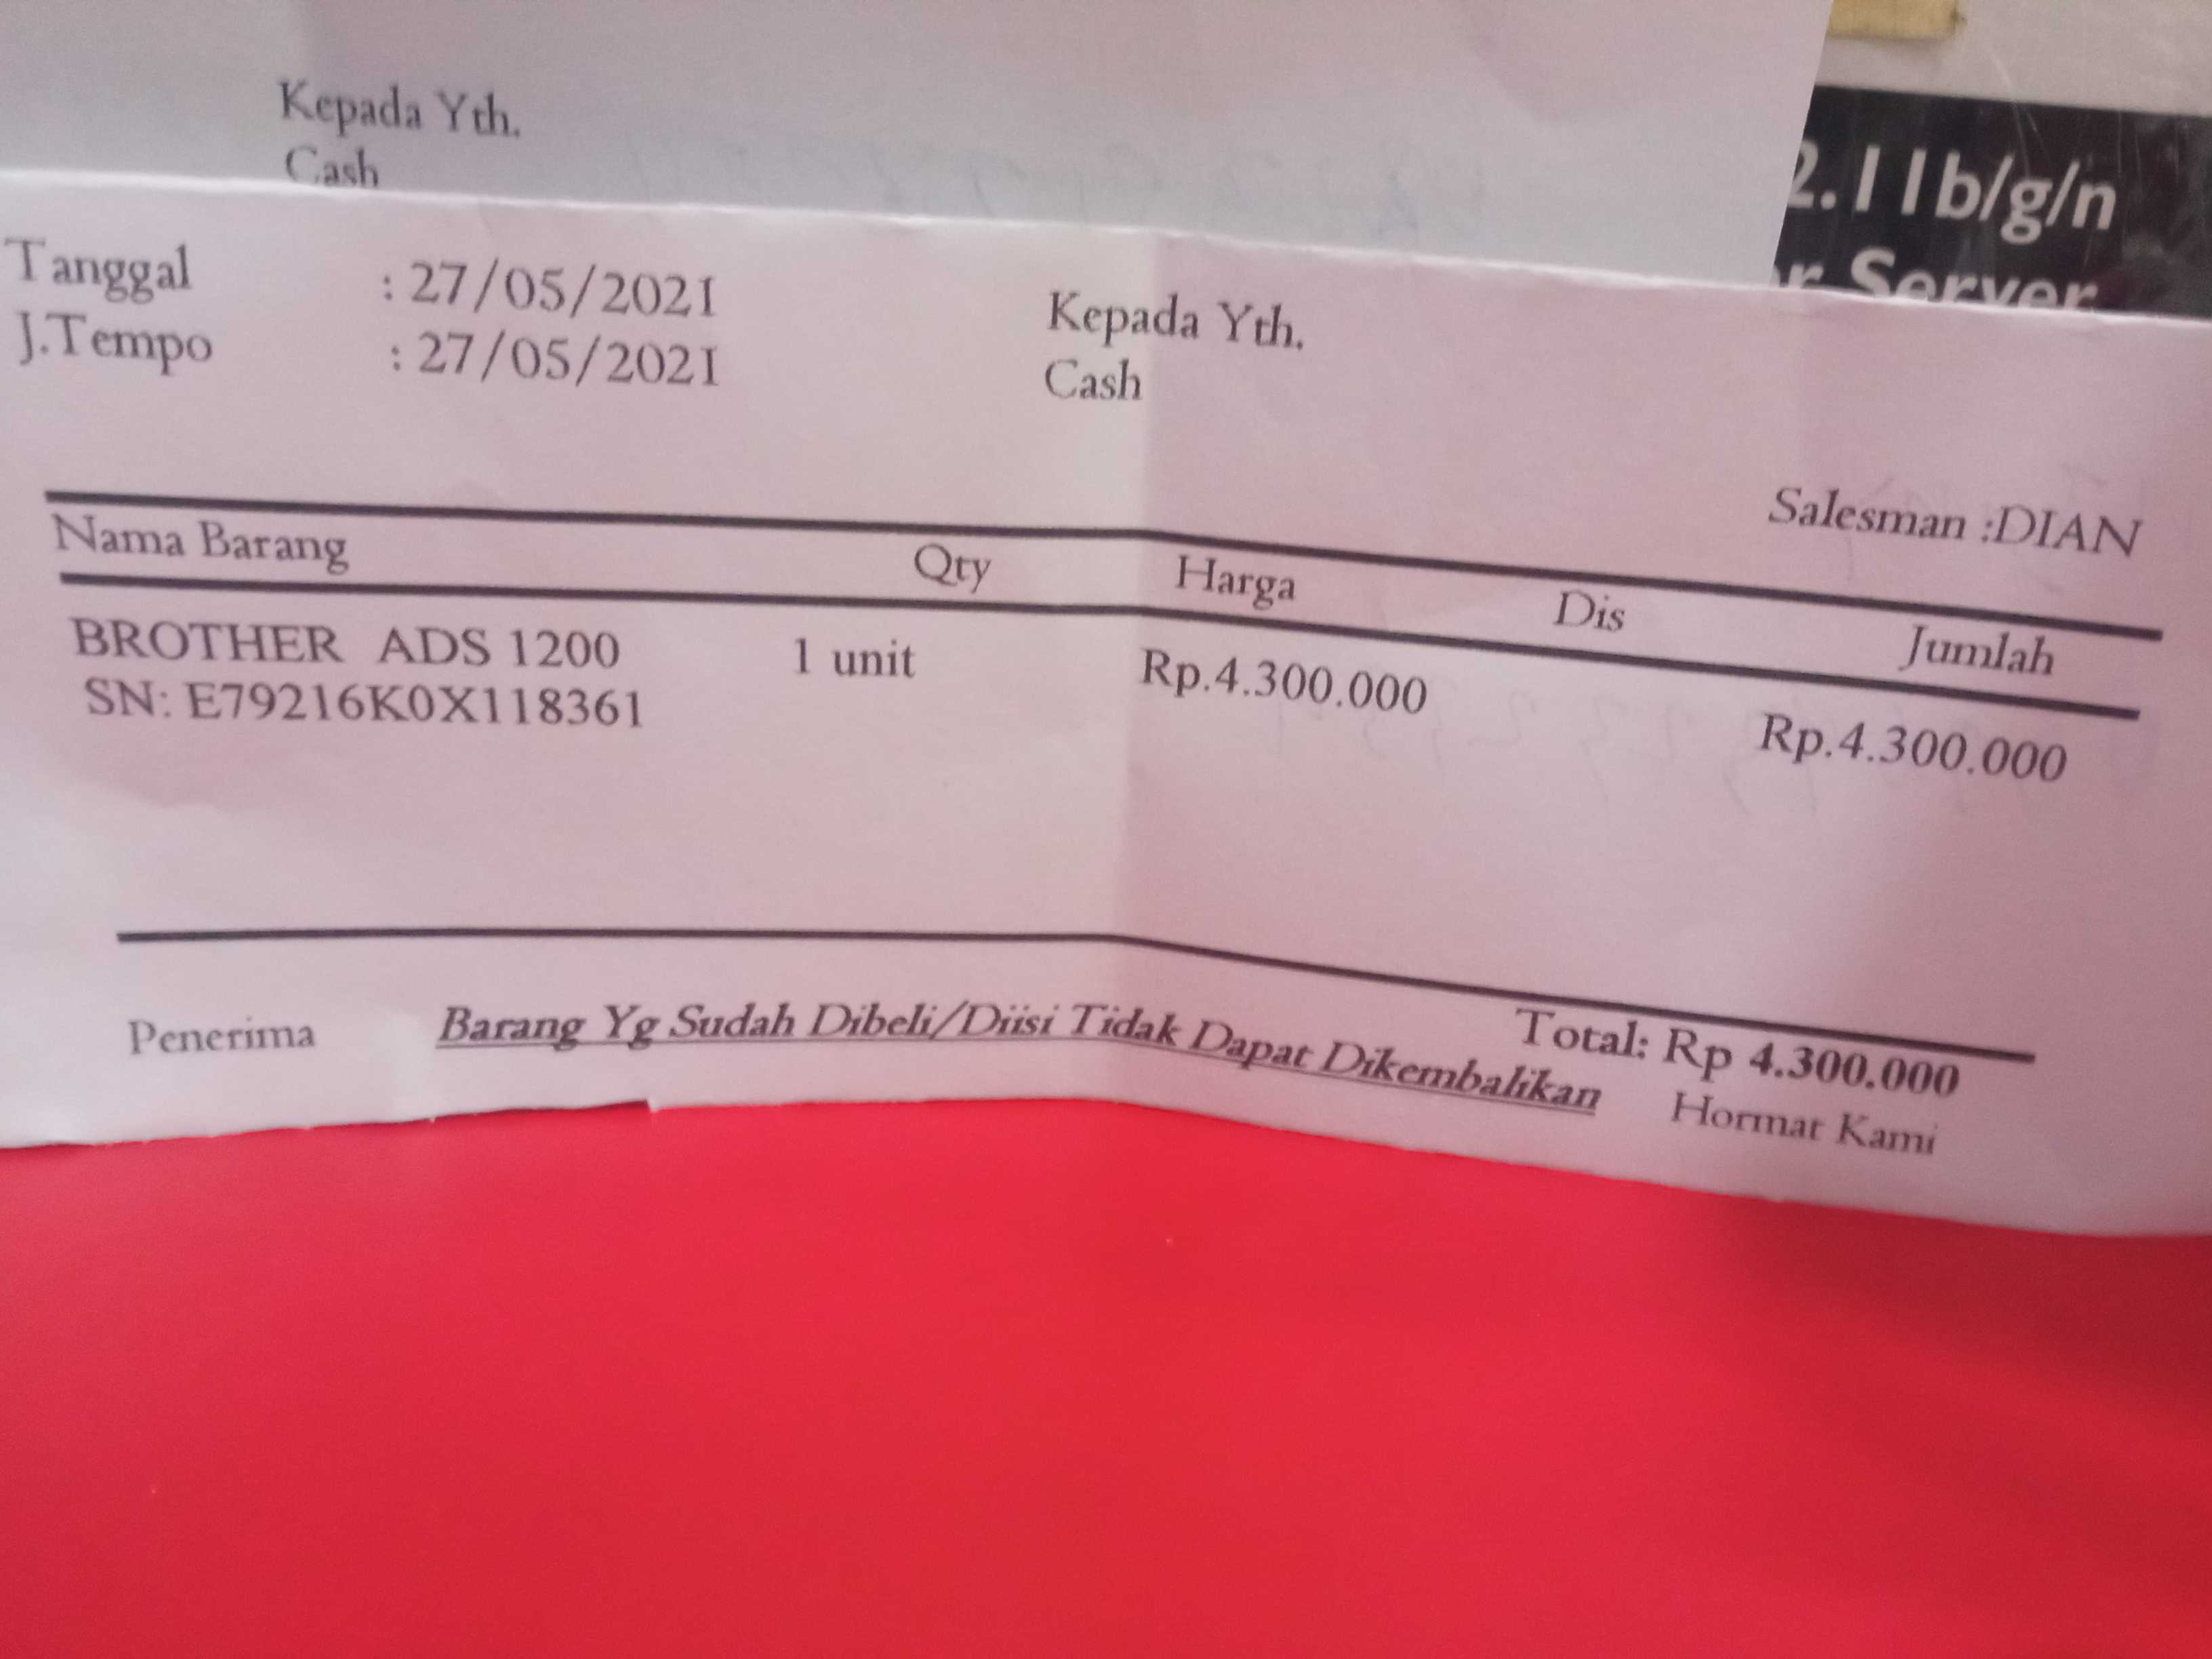 Kepada Yth.
Cash
2.11b/g/n
r Server
Tanggal : 27/05/2021
J.Tempo : 27/05/2021
Kepada Yth.
Cash
Salesman :DIAN
Nama Barang Qty Harga Dis Jumlah
BROTHER ADS 1200 1 unit Rp.4.300.000 Rp.4.300.000
SN: E79216K0X118361
Total: Rp 4.300.000
Penerima Barang Yg Sudah Dibeli/Diisi Tidak Dapat Dikembalikan Hormat Kami